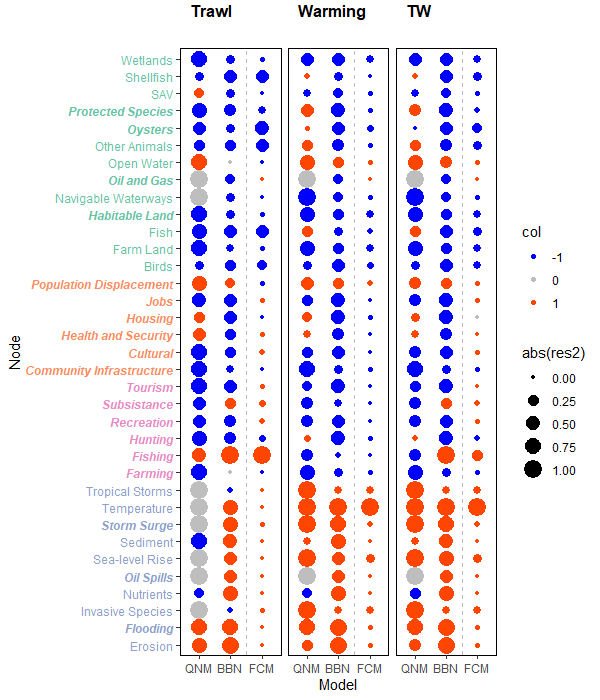 Trawl Warming TW
Wetlands
Shellfish
SAV
Protected Species
Oysters
Other Animals
Open Water
Oil and Gas
Navigable Waterways
Habitable Land
Fish
Farm Land
Birds
Population Displacement
Jobs
Housing
Health and Security
Cultural
Community Infrastructure
Tourism
Subsistance
Recreation
Hunting
Fishing
Farming
Tropical Storms
Temperature
Storm Surge
Sediment
Sea-level Rise
Oil Spills
Nutrients
Invasive Species
Flooding
Erosion
Node
QNM BBN FCM QNM BBN FCM QNM BBN FCM
Model
col
-1
0
1
abs(res2)
0.00
0.25
0.50
0.75
1.00